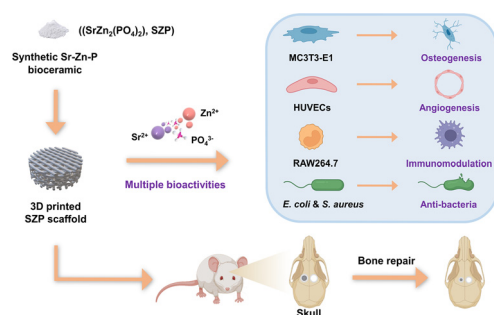 ((SrZn₂(PO₄)₂), SZP)
Synthetic Sr-Zn-P
bioceramic
3D printed
SZP scaffold
Zn²⁺
Sr²⁺
PO₄³⁻
Multiple bioactivities
MC3T3-E1
Osteogenesis
HUVECs
Angiogenesis
RAW264.7
Immunomodulation
E. coli & S. aureus
Anti-bacteria
Skull
Bone repair